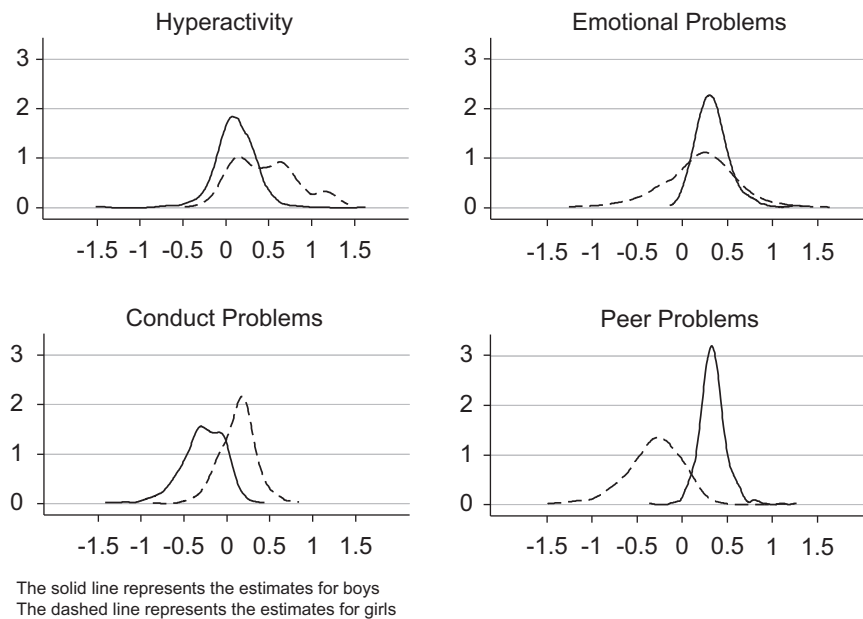 Hyperactivity
3
2
1
0
-1.5 -1 -0.5 0 0.5 1 1.5
Emotional Problems
3
2
1
0
-1.5 -1 -0.5 0 0.5 1 1.5
Conduct Problems
3
2
1
0
-1.5 -1 -0.5 0 0.5 1 1.5
Peer Problems
3
2
1
0
-1.5 -1 -0.5 0 0.5 1 1.5
The solid line represents the estimates for boys
The dashed line represents the estimates for girls